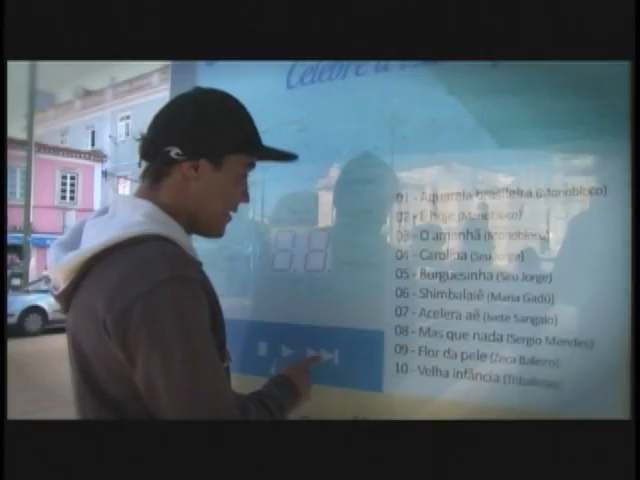 Celebre a
01 - Aquarela brasileira (Monobloco)
02 - É hoje (Monobloco)
03 - O amanhã (Monobloco)
04 - Carolina (Seu Jorge)
05 - Burguesinha (Seu Jorge)
06 - Shimbalaiê (Maria Gadú)
07 - Acelera aê (Ivete Sangalo)
08 - Mas que nada (Sergio Mendes)
09 - Flor da pele (Zeca Baleiro)
10 - Velha infância (Tribalistas)